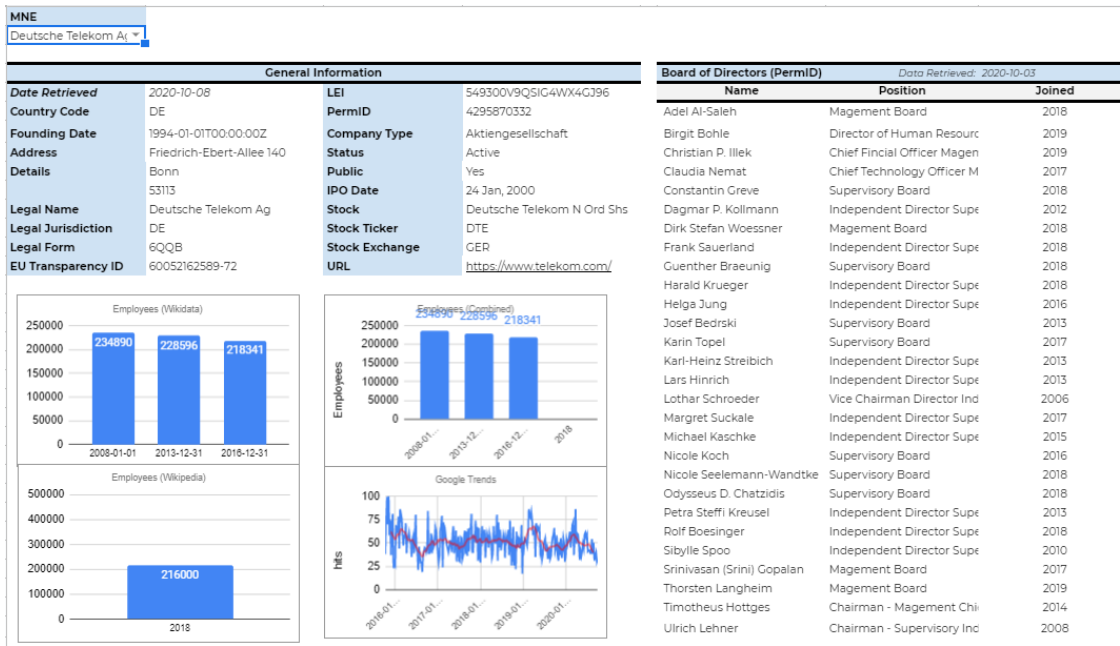 MNE
Deutsche Telekom A(
General Information
Date Retrieved 2020-10-08 LEI 549300V9QSIG4WX4GJ96
Country Code DE PermID 4295870332
Founding Date 1994-01-01T00:00:00Z Company Type Aktiengesellschaft
Address Friedrich-Ebert-Allee 140 Status Active
Details Bonn Public Yes
53113 IPO Date 24 Jan, 2000
Legal Name Deutsche Telekom Ag Stock Deutsche Telekom N Ord Shs
Legal Jurisdiction DE Stock Ticker DTE
Legal Form 6QQB Stock Exchange GER
EU Transparency ID 60052162589-72 URL https://www.telekom.com/
Board of Directors (PermID) Data Retrieved: 2020-10-03
Name Position Joined
Adel Al-Saleh Magement Board 2018
Birgit Bohle Director of Human Resourc 2019
Christian P. Illek Chief Fincial Officer Magen 2019
Claudia Nemat Chief Technology Officer M 2017
Constantin Greve Supervisory Board 2018
Dagmar P. Kollmann Independent Director Supe 2012
Dirk Stefan Woessner Magement Board 2018
Frank Sauerland Independent Director Supe 2018
Guenther Braeunig Supervisory Board 2018
Harald Krueger Independent Director Supe 2018
Helga Jung Independent Director Supe 2016
Josef Bedrski Supervisory Board 2013
Karin Topel Supervisory Board 2017
Karl-Heinz Streibich Independent Director Supe 2013
Lars Hinrich Independent Director Supe 2013
Lothar Schroeder Vice Chairman Director Ind 2006
Margret Suckale Independent Director Supe 2017
Michael Kaschke Independent Director Supe 2015
Nicole Koch Supervisory Board 2016
Nicole Seelemann-Wandtke Supervisory Board 2018
Odysseus D. Chatzidis Supervisory Board 2018
Petra Steffi Kreusel Independent Director Supe 2013
Rolf Boesinger Independent Director Supe 2018
Sibylle Spoo Independent Director Supe 2010
Srinivasan (Srini) Gopalan Magement Board 2017
Thorsten Langheim Magement Board 2019
Timotheus Hottges Chairman - Magement Chi 2014
Ulrich Lehner Chairman - Supervisory Ind 2008
Employees (Wikidata)
250000
200000
150000
100000
50000
0
234890 228596 218341
2008-01-01 2013-12-31 2016-12-31
Employees (Combined)
234890 228596 218341
Employees
250000
200000
150000
100000
50000
0
2008-01... 2013-12... 2016-12... 2018
Employees (Wikipedia)
500000
400000
300000
200000
100000
0
216000
2018
Google Trends
hits
100
75
50
25
0
2016-01... 2017-01... 2018-01... 2019-01... 2020-01...